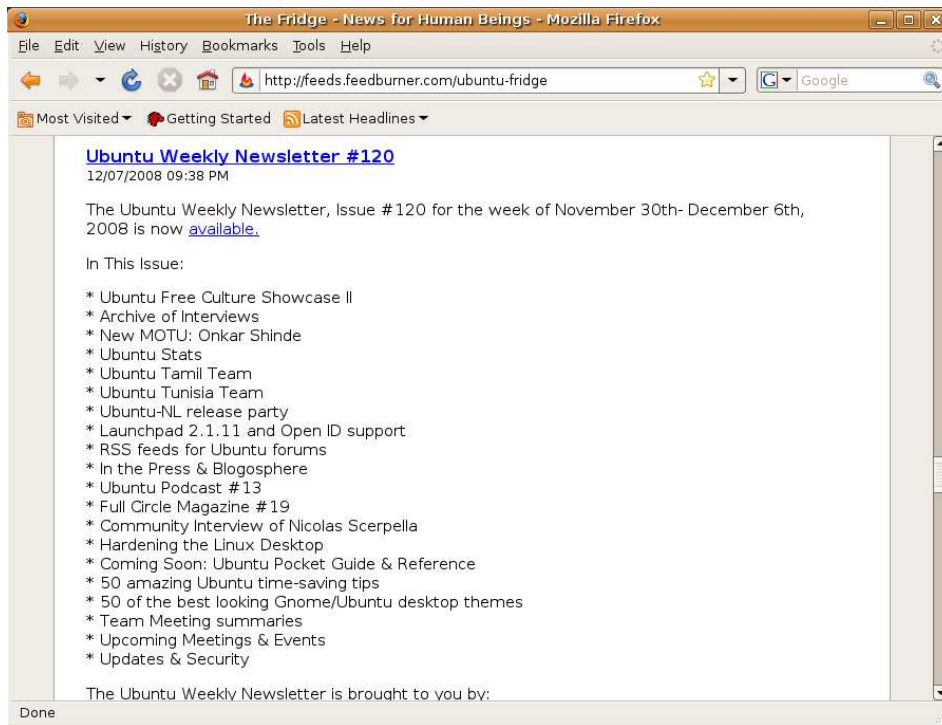 The Fridge - News for Human Beings - Mozilla Firefox
File Edit View History Bookmarks Tools Help
http://feeds.feedburner.com/ubuntu-fridge G Google
Most Visited Getting Started Latest Headlines
Ubuntu Weekly Newsletter #120
12/07/2008 09:38 PM
The Ubuntu Weekly Newsletter, Issue #120 for the week of November 30th- December 6th,
2008 is now available.
In This Issue:
* Ubuntu Free Culture Showcase II
* Archive of Interviews
* New MOTU: Onkar Shinde
* Ubuntu Stats
* Ubuntu Tamil Team
* Ubuntu Tunisia Team
* Ubuntu-NL release party
* Launchpad 2.1.11 and Open ID support
* RSS feeds for Ubuntu forums
* In the Press & Blogosphere
* Ubuntu Podcast #13
* Full Circle Magazine #19
* Community Interview of Nicolas Scerpella
* Hardening the Linux Desktop
* Coming Soon: Ubuntu Pocket Guide & Reference
* 50 amazing Ubuntu time-saving tips
* 50 of the best looking Gnome/Ubuntu desktop themes
* Team Meeting summaries
* Upcoming Meetings & Events
* Updates & Security
The Ubuntu Weekly Newsletter is brought to you by:
Done